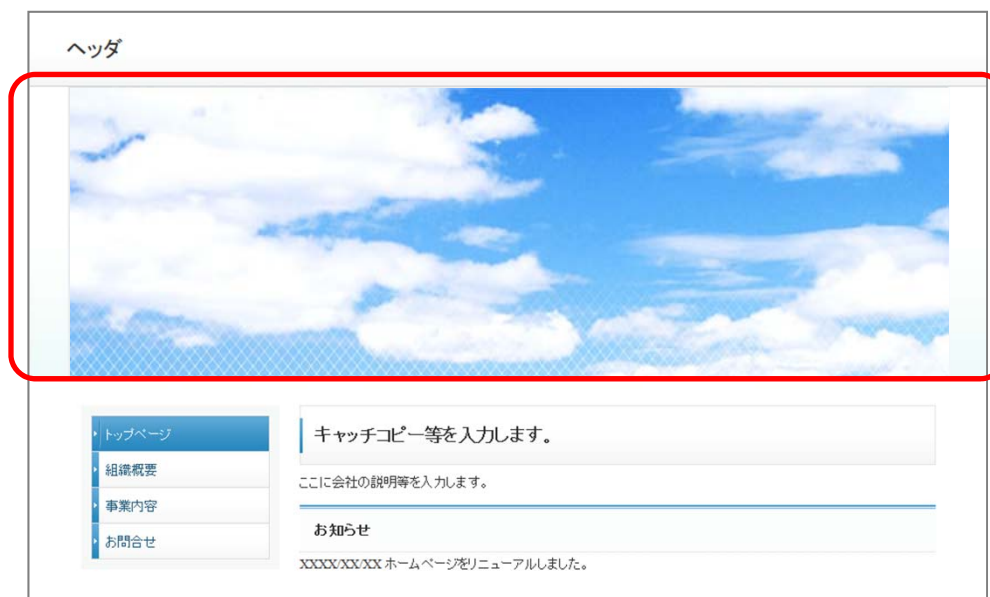 ヘッダ
トップページ
組織概要
事業内容
お問合せ
キャッチコピー等を入力します。
ここに会社の説明等を入力します。
お知らせ
XXXX/XX/XX ホームページをリニューアルしました。